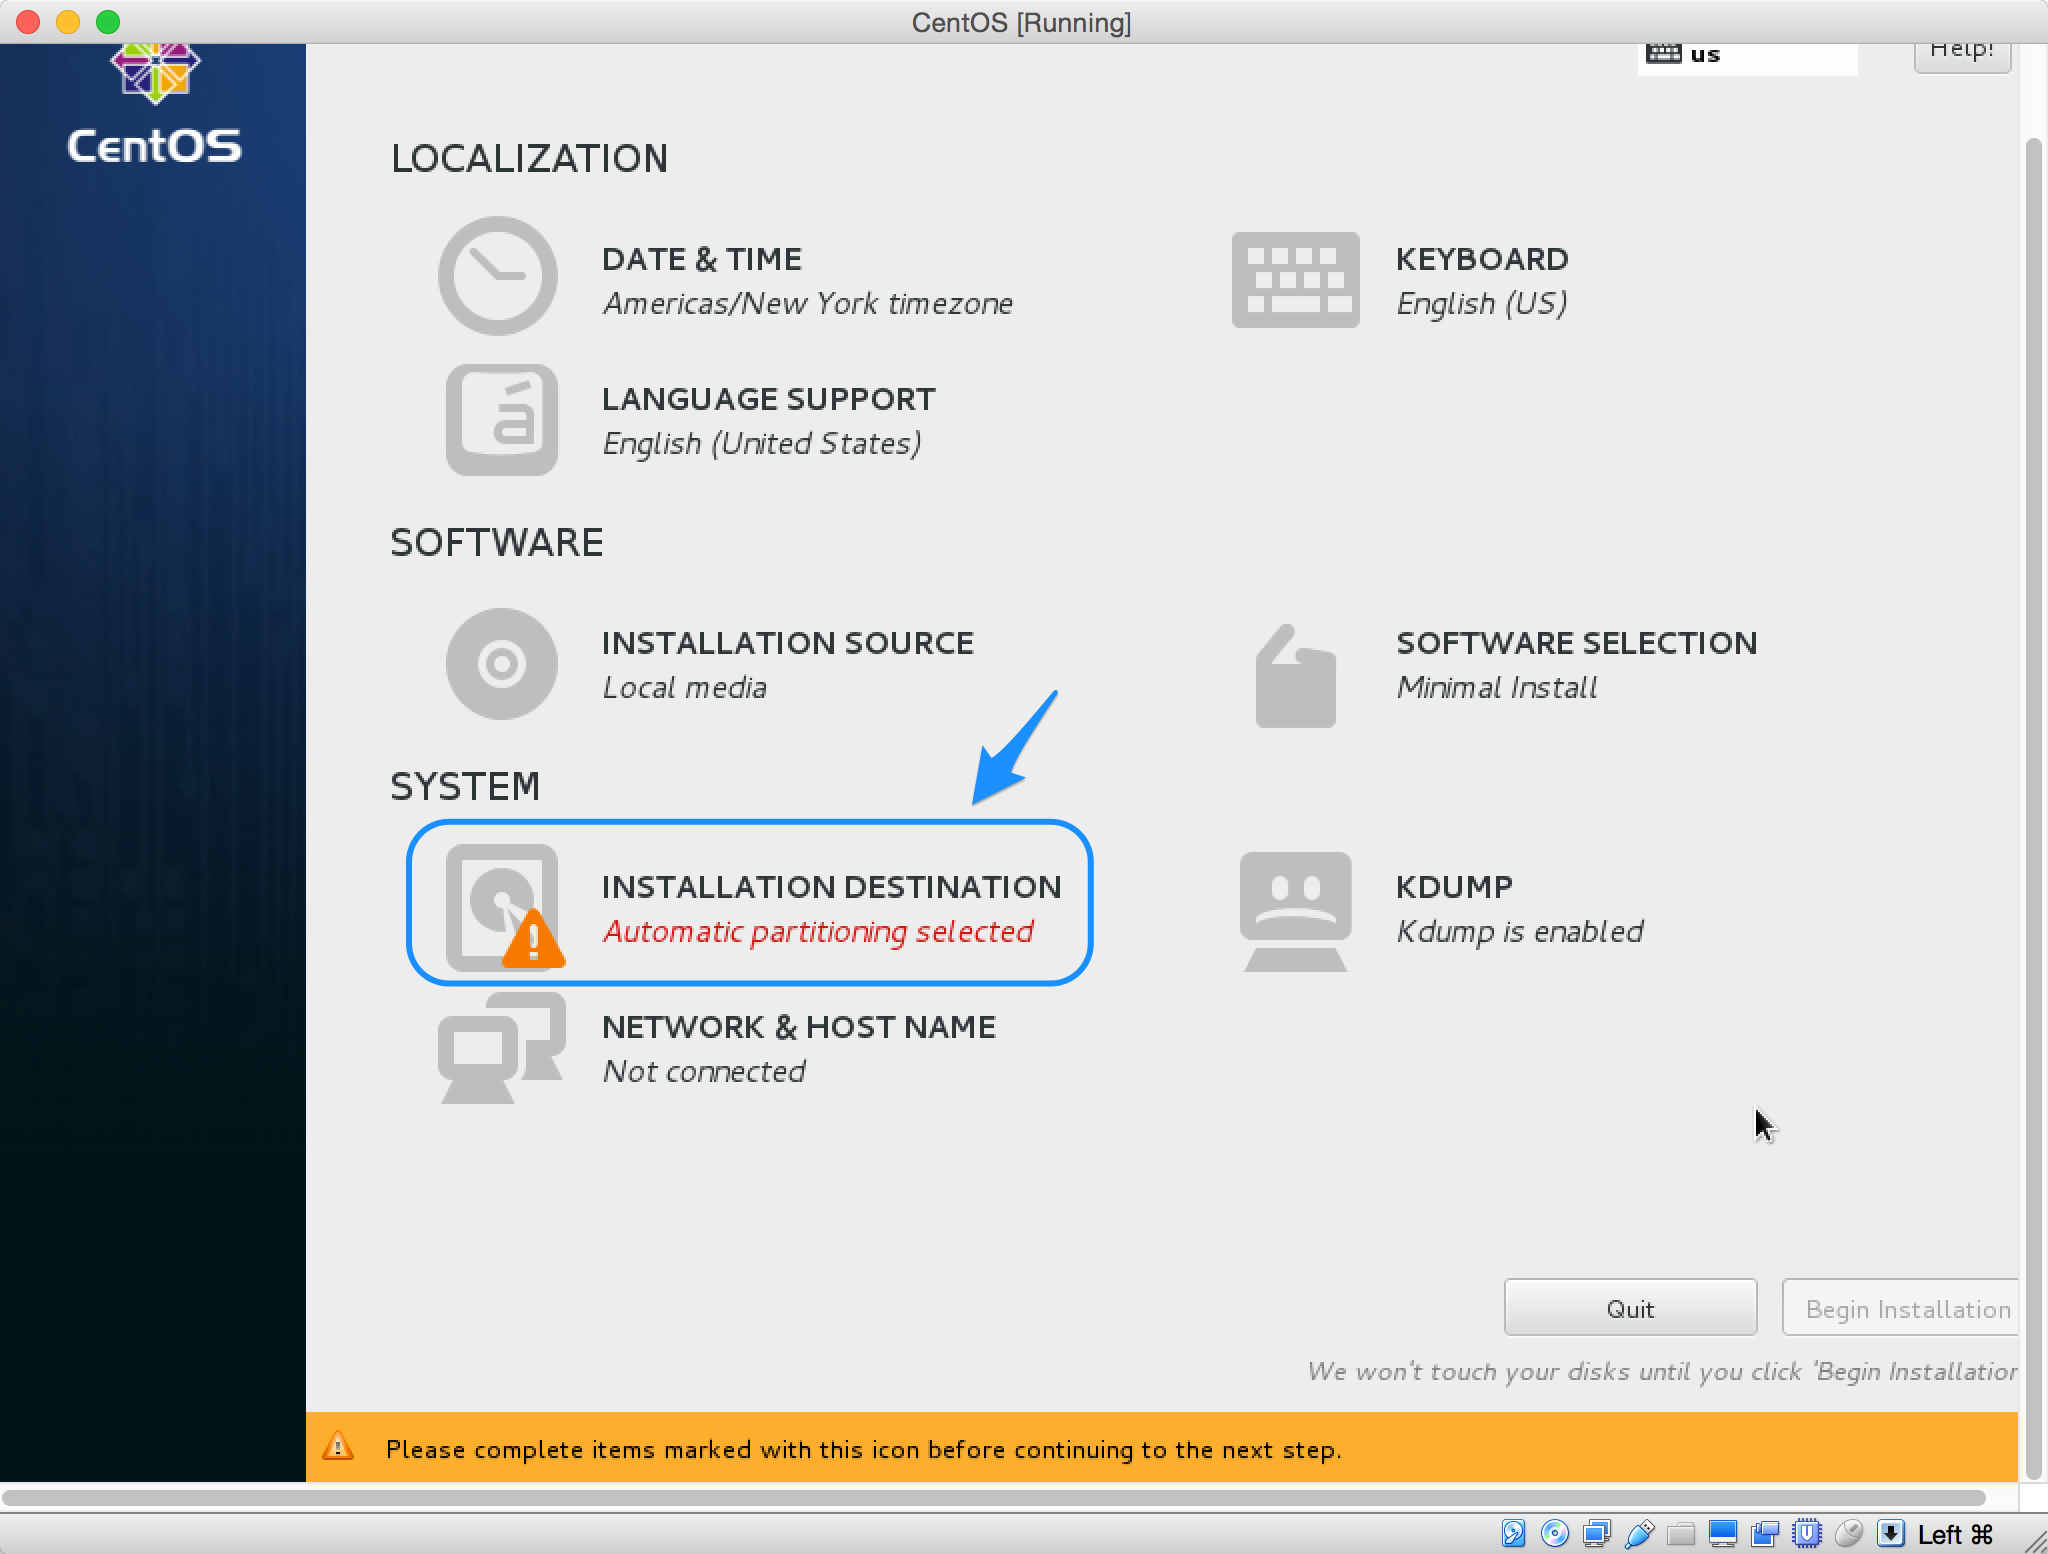 CentOS [Running]
us
Help!
CentOS
LOCALIZATION
DATE & TIME
Americas/New York timezone
KEYBOARD
English (US)
LANGUAGE SUPPORT
English (United States)
SOFTWARE
INSTALLATION SOURCE
Local media
SOFTWARE SELECTION
Minimal Install
SYSTEM
INSTALLATION DESTINATION
Automatic partitioning selected
KDUMP
Kdump is enabled
NETWORK & HOST NAME
Not connected
Quit
Begin Installation
We won't touch your disks until you click 'Begin Installation
Please complete items marked with this icon before continuing to the next step.
Left ⌘